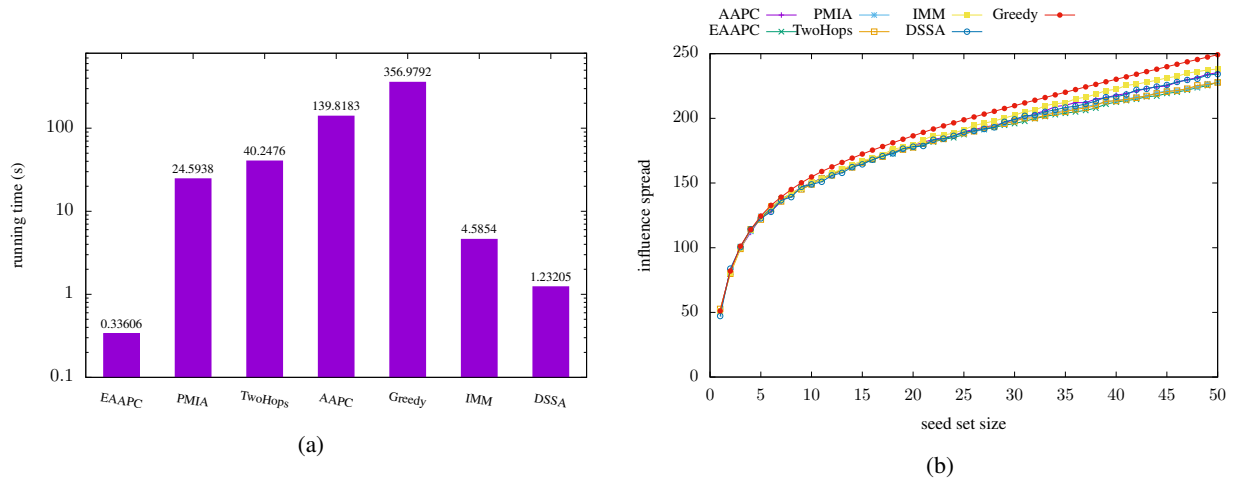 running time (s)
100
10
1
0.1
0.33606
24.5938
40.2476
139.8183
356.9792
4.5854
1.23205
EAAPC
PMIA
TwoHops
AAPC
Greedy
IMM
DSSA
(a)
AAPC PMIA IMM Greedy
EAAPC TwoHops DSSA
influence spread
250
200
150
100
50
0
0 5 10 15 20 25 30 35 40 45 50
seed set size
(b)